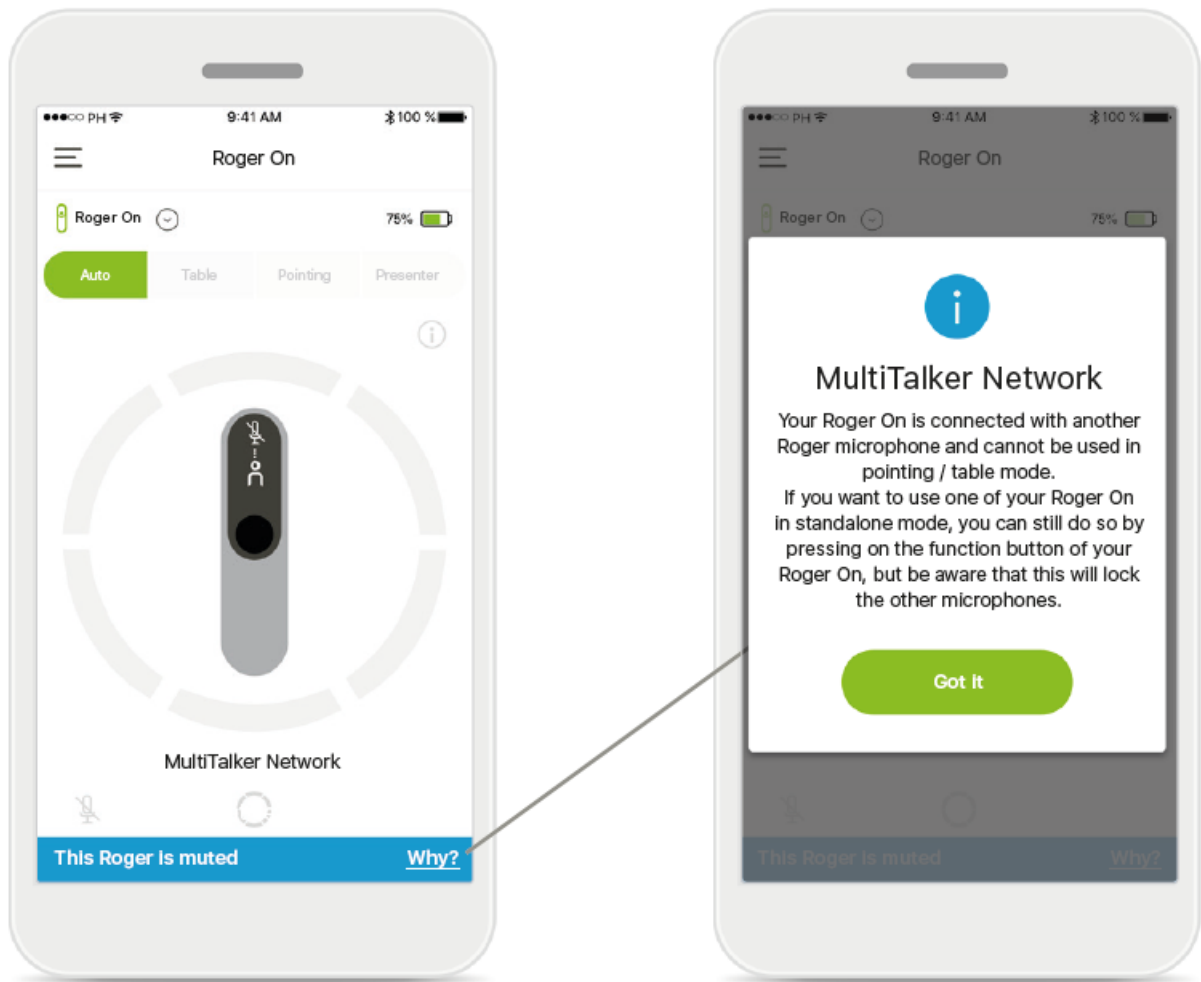 PH 9:41 AM 100 %
Roger On
Roger On 75%
Auto Table Pointing Presenter
i
on
MultiTalker Network
This Roger is muted Why?
PH 9:41 AM 100 %
Roger On
Roger On 75%
i
MultiTalker Network
Your Roger On is connected with another
Roger microphone and cannot be used in
pointing / table mode.
If you want to use one of your Roger On
in standalone mode, you can still do so by
pressing on the function button of your
Roger On, but be aware that this will lock
the other microphones.
Got it
This Roger is muted Why?